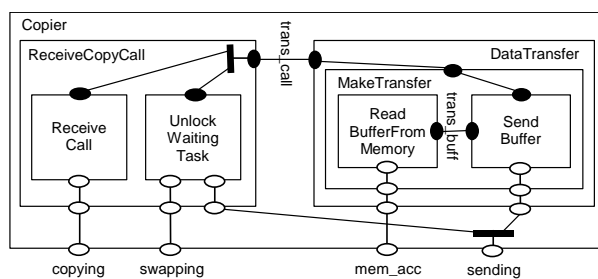 Copier
ReceiveCopyCall
trans_call
DataTransfer
MakeTransfer
Receive
Call
Unlock
Waiting
Task
Read
BufferFrom
Memory
trans_buff
Send
Buffer
copying
swapping
mem_acc
sending